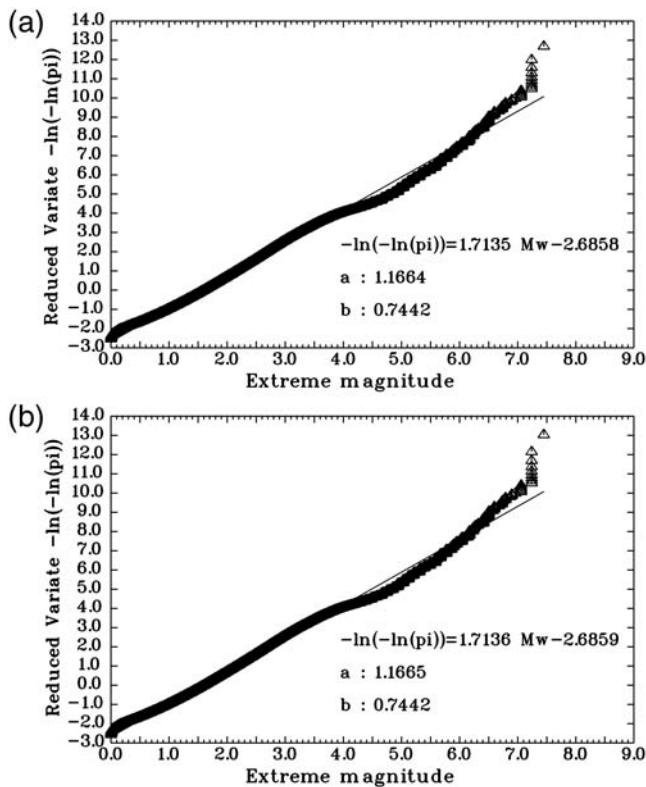 (a)
Reduced Variate -ln(-ln(pi))
14.0
13.0
12.0
11.0
10.0
9.0
8.0
7.0
6.0
5.0
4.0
3.0
2.0
1.0
0.0
−1.0
−2.0
−3.0
-ln(-ln(pi))=1.7135 Mw-2.6858
a : 1.1664
b : 0.7442
0.0 1.0 2.0 3.0 4.0 5.0 6.0 7.0 8.0 9.0
Extreme magnitude
(b)
Reduced Variate -ln(-ln(pi))
14.0
13.0
12.0
11.0
10.0
9.0
8.0
7.0
6.0
5.0
4.0
3.0
2.0
1.0
0.0
−1.0
−2.0
−3.0
-ln(-ln(pi))=1.7136 Mw-2.6859
a : 1.1665
b : 0.7442
0.0 1.0 2.0 3.0 4.0 5.0 6.0 7.0 8.0 9.0
Extreme magnitude